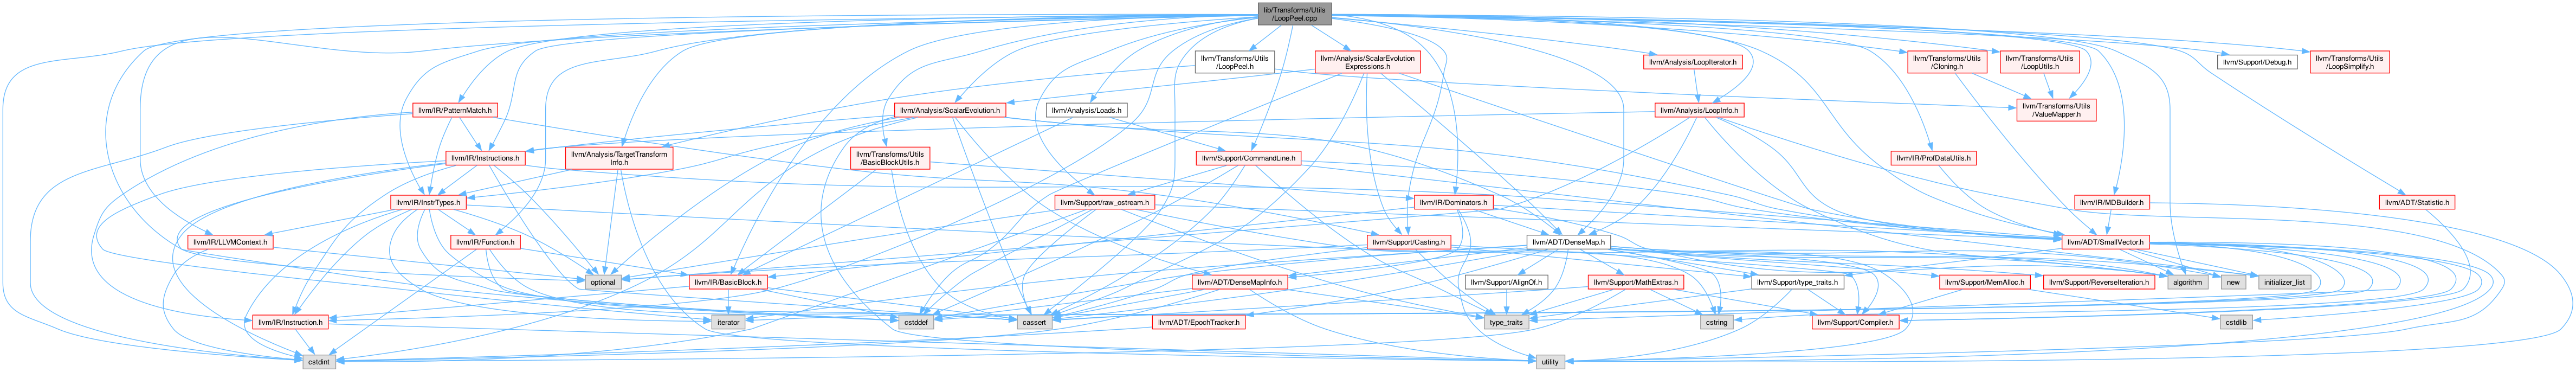 lib/Transforms/Utils
/LoopPeel.cpp
llvm/Transforms/Utils
/LoopPeel.h
llvm/Analysis/ScalarEvolution
Expressions.h
llvm/Analysis/LoopIterator.h
llvm/Transforms/Utils
/Cloning.h
llvm/Transforms/Utils
/LoopUtils.h
llvm/Support/Debug.h
llvm/Transforms/Utils
/LoopSimplify.h
llvm/IR/PatternMatch.h
llvm/Analysis/ScalarEvolution.h
llvm/Analysis/Loads.h
llvm/Analysis/LoopInfo.h
llvm/Transforms/Utils
/ValueMapper.h
llvm/IR/Instructions.h
llvm/Analysis/TargetTransform
Info.h
llvm/Transforms/Utils
/BasicBlockUtils.h
llvm/Support/CommandLine.h
llvm/IR/ProfDataUtils.h
llvm/IR/InstrTypes.h
llvm/Support/raw_ostream.h
llvm/IR/Dominators.h
llvm/IR/MDBuilder.h
llvm/ADT/Statistic.h
llvm/IR/LLVMContext.h
llvm/IR/Function.h
llvm/Support/Casting.h
llvm/ADT/DenseMap.h
llvm/ADT/SmallVector.h
optional
llvm/IR/BasicBlock.h
llvm/ADT/DenseMapInfo.h
llvm/Support/AlignOf.h
llvm/Support/MathExtras.h
llvm/Support/type_traits.h
llvm/Support/MemAlloc.h
llvm/Support/ReverseIteration.h
algorithm
new
initializer_list
llvm/IR/Instruction.h
iterator
cstddef
cassert
llvm/ADT/EpochTracker.h
type_traits
cstring
llvm/Support/Compiler.h
cstdlib
cstdint
utility